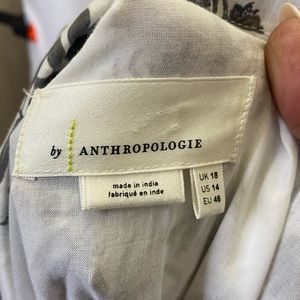 by ANTHROPOLOGIE
made in india
fabriqué en inde
UK 18
US 14
EU 46